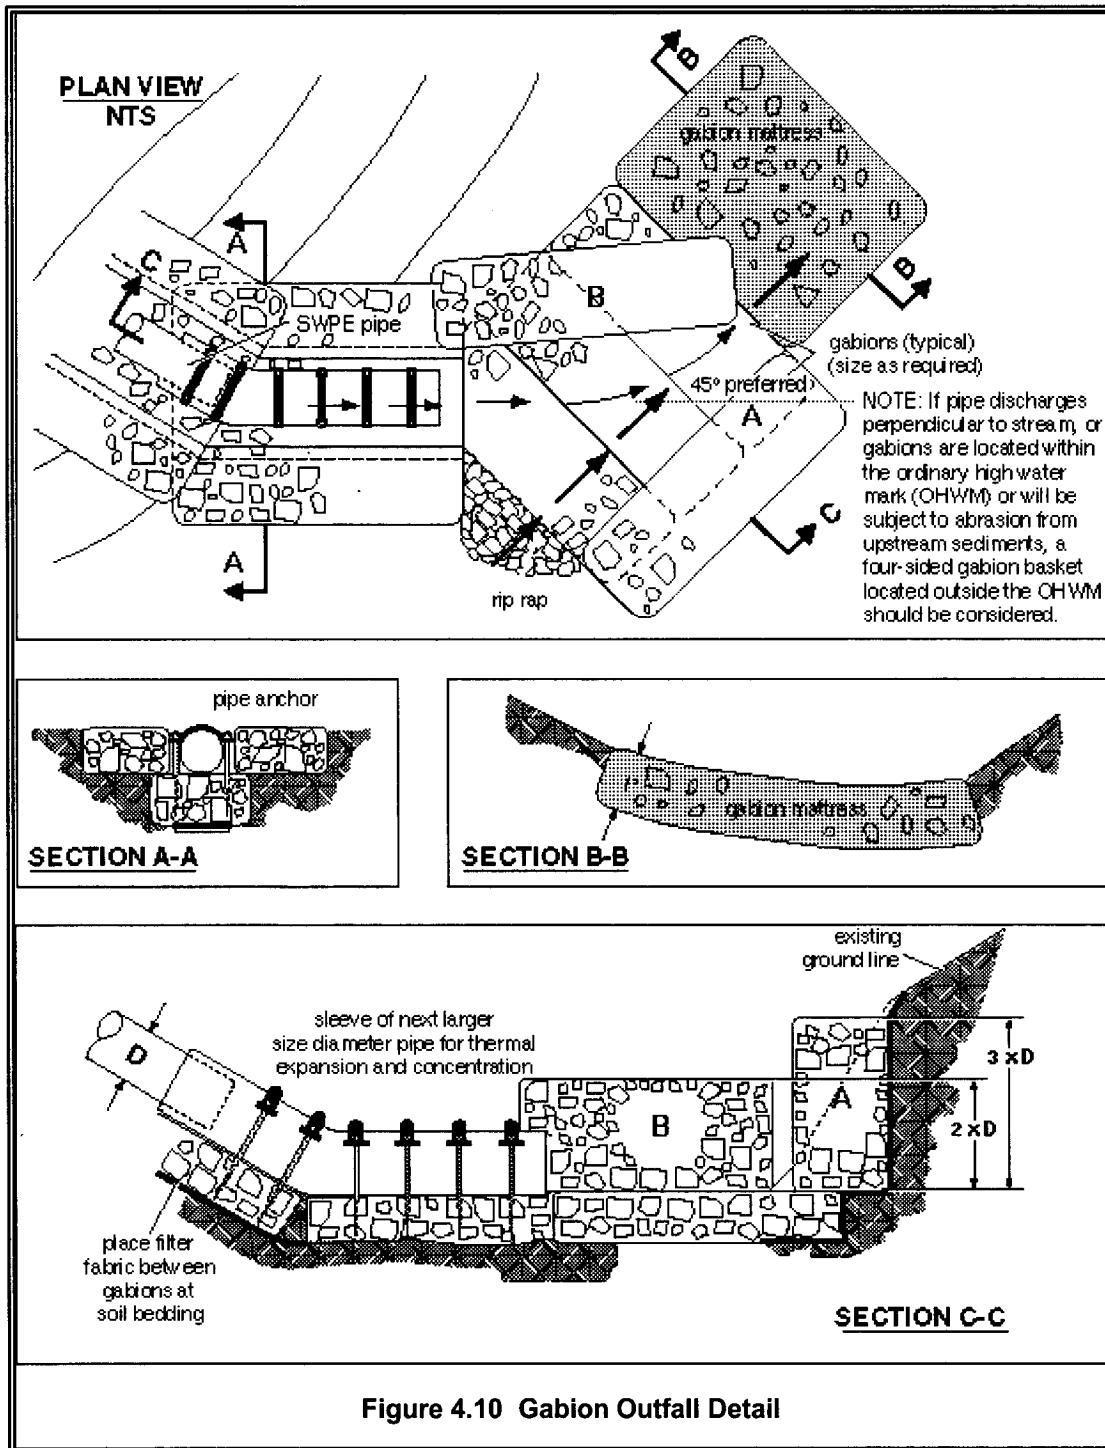 PLAN VIEW
NTS
B
gabion mattress
A
C
SWPE pipe
B
B
gabions (typical)
(size as required)
45° preferred
A
NOTE: If pipe discharges
perpendicular to stream, or
gabions are located within
the ordinary high water
mark (OHWM) or will be
subject to abrasion from
upstream sediments, a
four-sided gabion basket
located outside the OHWM
should be considered.
C
A
rip rap
pipe anchor
SECTION A-A
gabion mattress
SECTION B-B
existing
ground line
D
sleeve of next larger
size diameter pipe for thermal
expansion and concentration
3 x D
A
B
2 x D
place filter
fabric between
gabions at
soil bedding
SECTION C-C
Figure 4.10 Gabion Outfall Detail